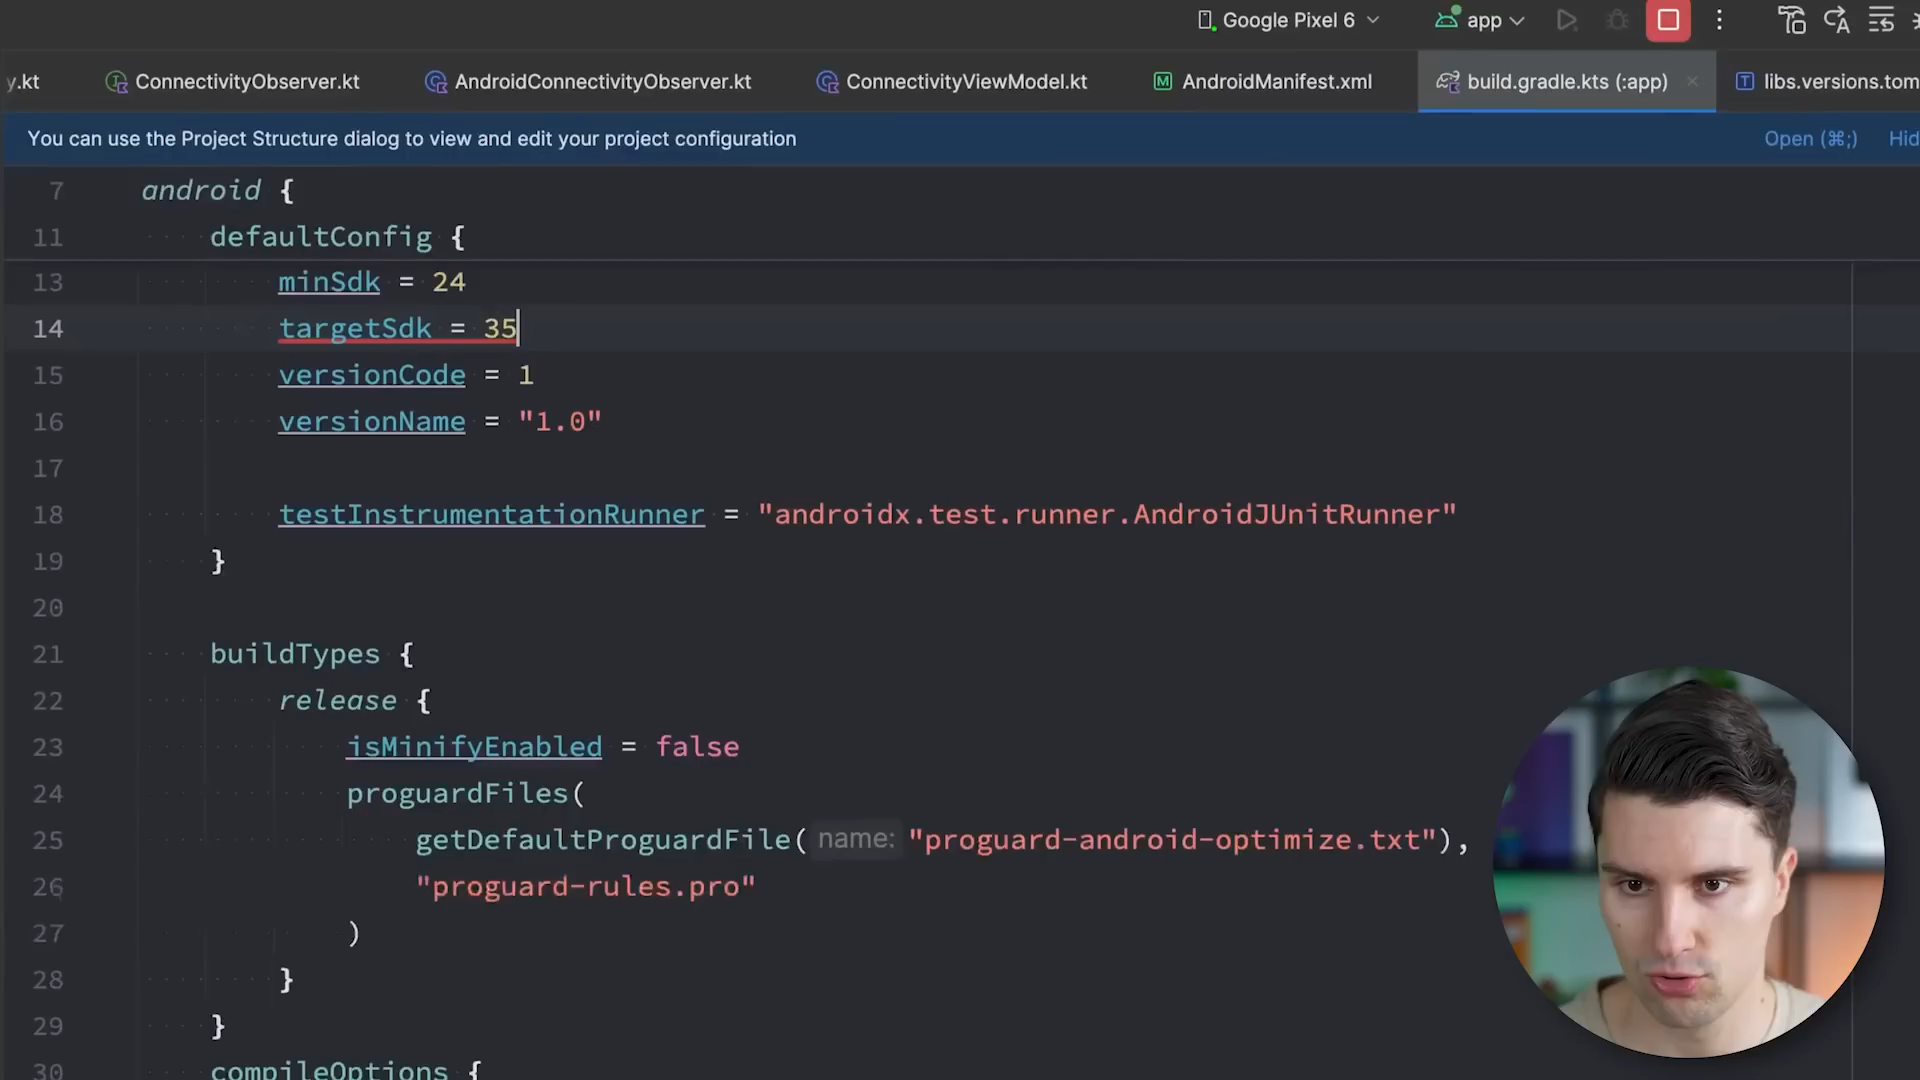 Google Pixel 6
app
y.kt
ConnectivityObserver.kt
AndroidConnectivityObserver.kt
ConnectivityViewModel.kt
AndroidManifest.xml
build.gradle.kts (:app)
libs.versions.tom
You can use the Project Structure dialog to view and edit your project configuration
Open (⌘;)
Hid
7 android {
11 defaultConfig {
13 minSdk = 24
14 targetSdk = 35
15 versionCode = 1
16 versionName = "1.0"
17
18 testInstrumentationRunner = "androidx.test.runner.AndroidJUnitRunner"
19 }
20
21 buildTypes {
22 release {
23 isMinifyEnabled = false
24 proguardFiles(
25 getDefaultProguardFile( name: "proguard-android-optimize.txt"),
26 "proguard-rules.pro"
27 )
28 }
29 }
30 compileOptions {